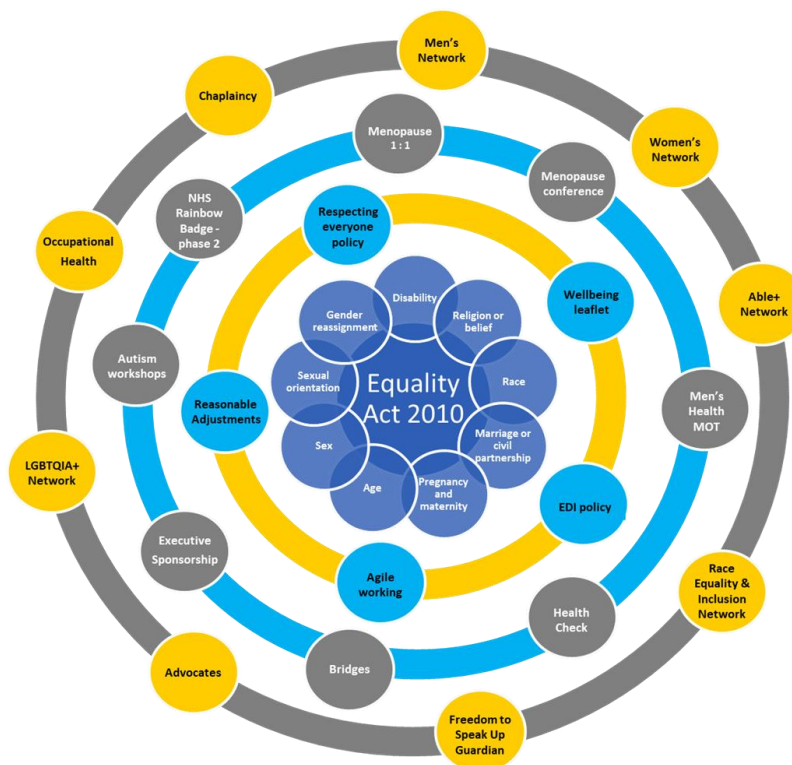 Men's
Network
Chaplaincy
Women's
Network
Occupational
Health
Able+
Network
LGBTQIA+
Network
Race
Equality &
Inclusion
Network
Advocates
Freedom to
Speak Up
Guardian
Menopause
1 : 1
Menopause
conference
NHS
Rainbow
Badge -
phase 2
Autism
workshops
Men's
Health
MOT
Executive
Sponsorship
Health
Check
Bridges
Respecting
everyone
policy
Wellbeing
leaflet
Reasonable
Adjustments
EDI policy
Agile
working
Disability
Gender
reassignment
Religion or
belief
Sexual
orientation
Race
Sex
Marriage or
civil
partnership
Age
Pregnancy
and
maternity
Equality
Act 2010